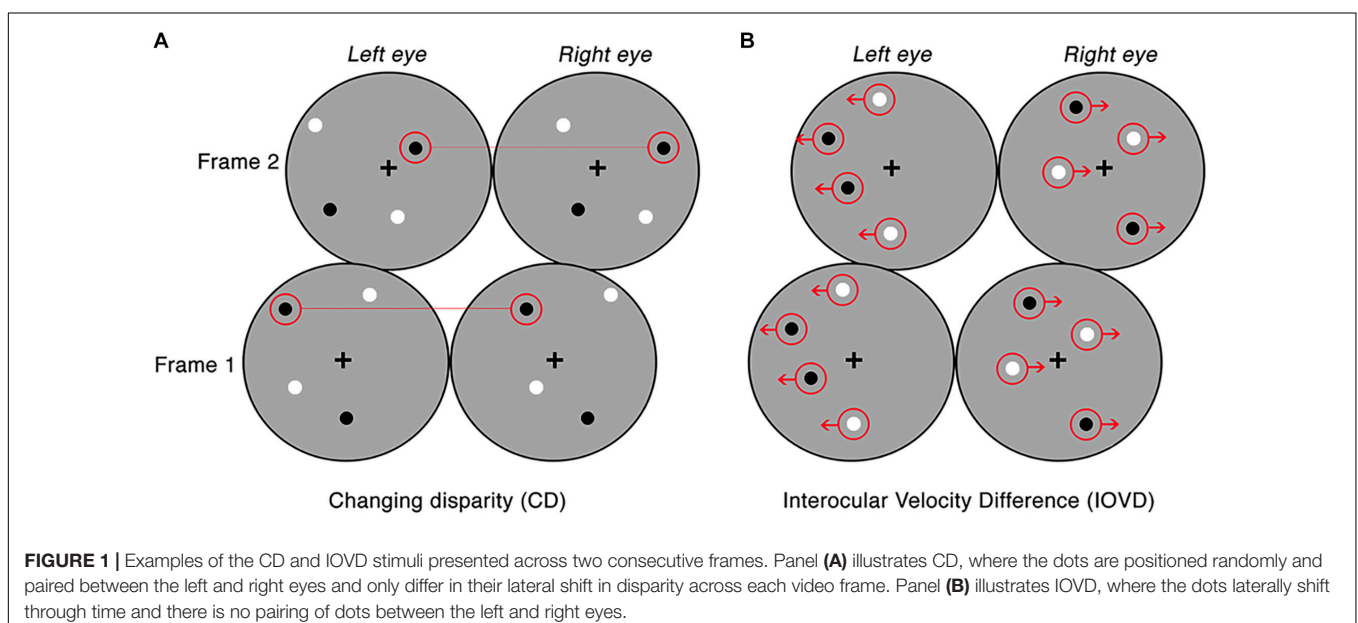 A
B
Left eye
Right eye
Left eye
Right eye
Frame 2
Frame 1
Changing disparity (CD)
Interocular Velocity Difference (IOVD)
FIGURE 1 | Examples of the CD and IOVD stimuli presented across two consecutive frames. Panel (A) illustrates CD, where the dots are positioned randomly and
paired between the left and right eyes and only differ in their lateral shift in disparity across each video frame. Panel (B) illustrates IOVD, where the dots laterally shift
through time and there is no pairing of dots between the left and right eyes.